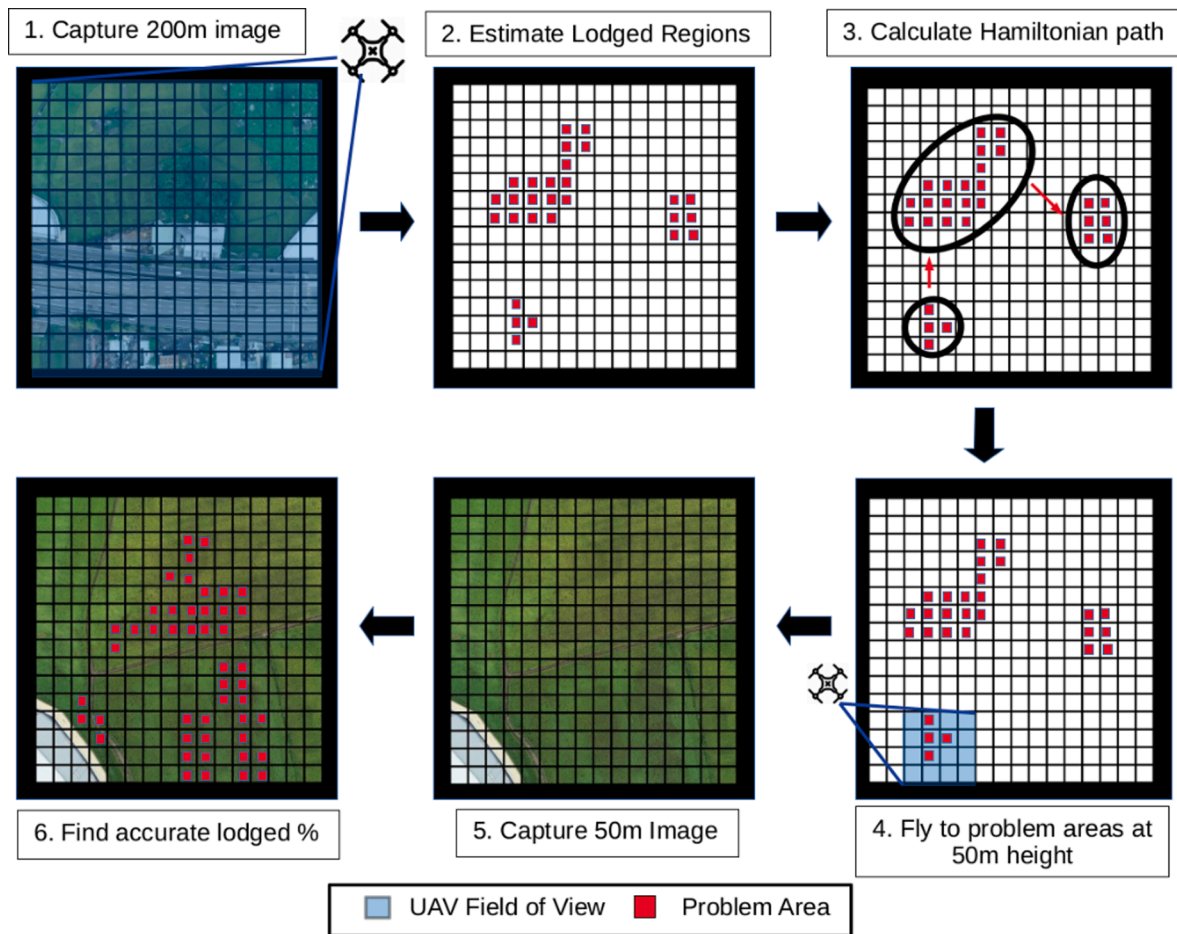 1. Capture 200m image
2. Estimate Lodged Regions
3. Calculate Hamiltonian path
6. Find accurate lodged %
5. Capture 50m Image
4. Fly to problem areas at
50m height
UAV Field of View
Problem Area